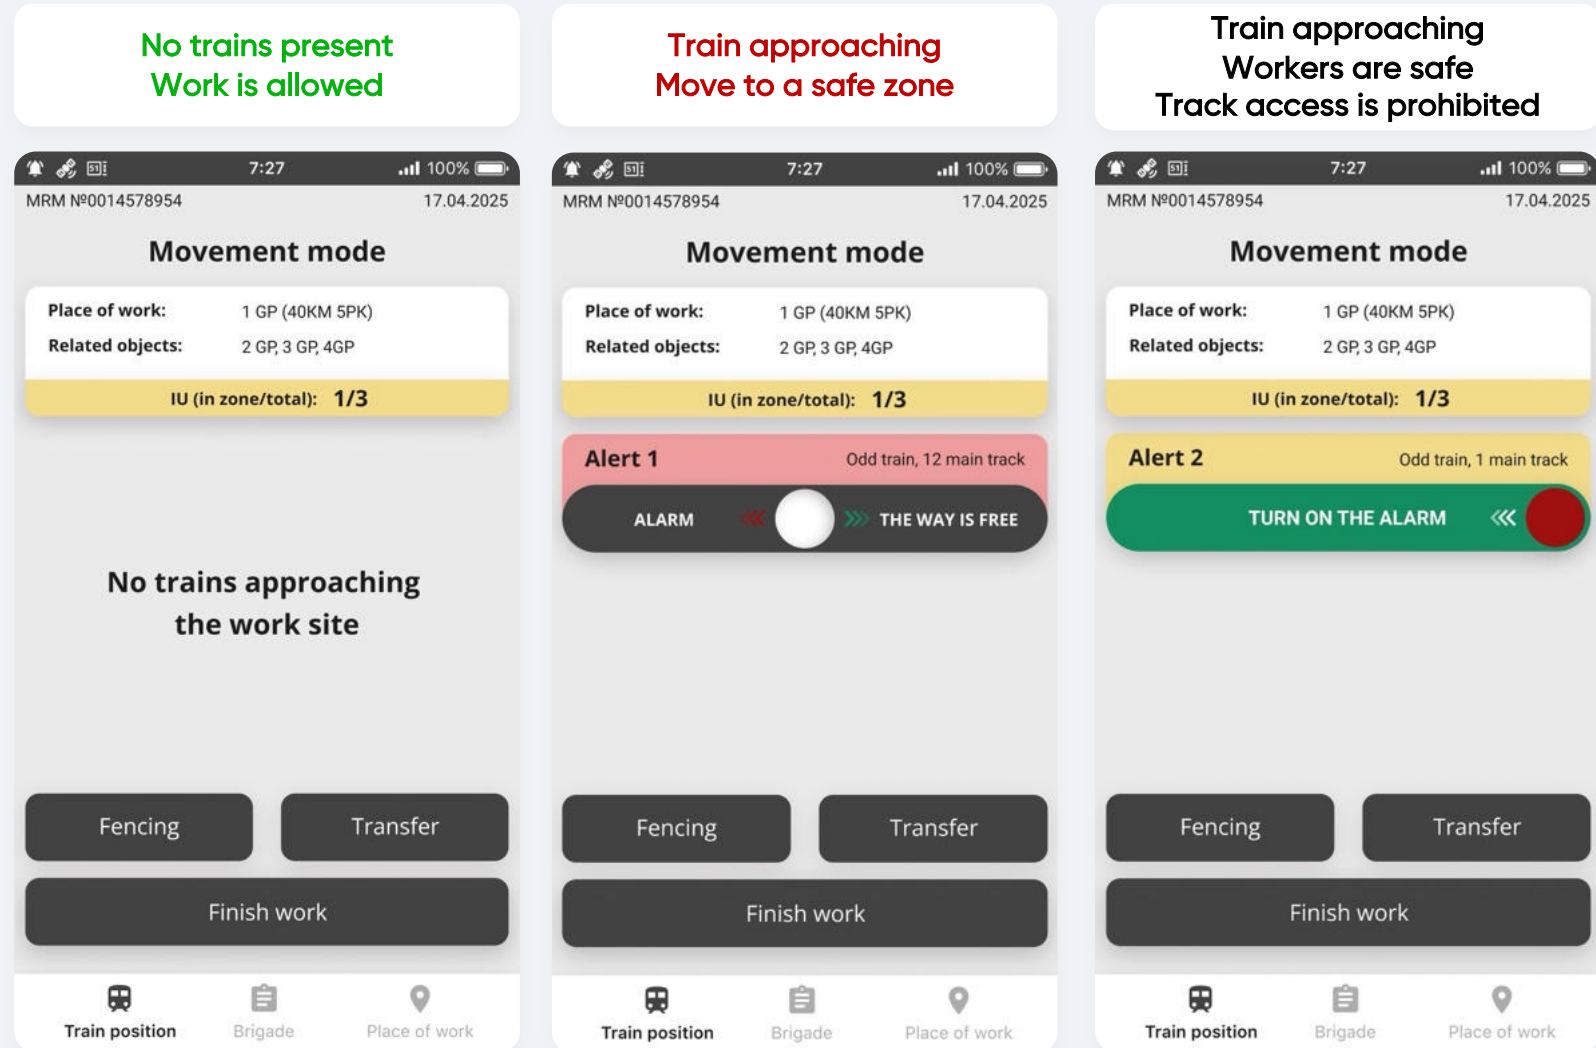 No trains present
Work is allowed
7:27
100%
MRM №0014578954
17.04.2025
Movement mode
Place of work: 1 GP (40KM 5PK)
Related objects: 2 GP, 3 GP, 4GP
IU (in zone/total): 1/3
No trains approaching
the work site
Fencing
Transfer
Finish work
Train position
Brigade
Place of work
Train approaching
Move to a safe zone
7:27
100%
MRM №0014578954
17.04.2025
Movement mode
Place of work: 1 GP (40KM 5PK)
Related objects: 2 GP, 3 GP, 4GP
IU (in zone/total): 1/3
Alert 1
Odd train, 12 main track
ALARM
THE WAY IS FREE
Fencing
Transfer
Finish work
Train position
Brigade
Place of work
Train approaching
Workers are safe
Track access is prohibited
7:27
100%
MRM №0014578954
17.04.2025
Movement mode
Place of work: 1 GP (40KM 5PK)
Related objects: 2 GP, 3 GP, 4GP
IU (in zone/total): 1/3
Alert 2
Odd train, 1 main track
TURN ON THE ALARM
Fencing
Transfer
Finish work
Train position
Brigade
Place of work